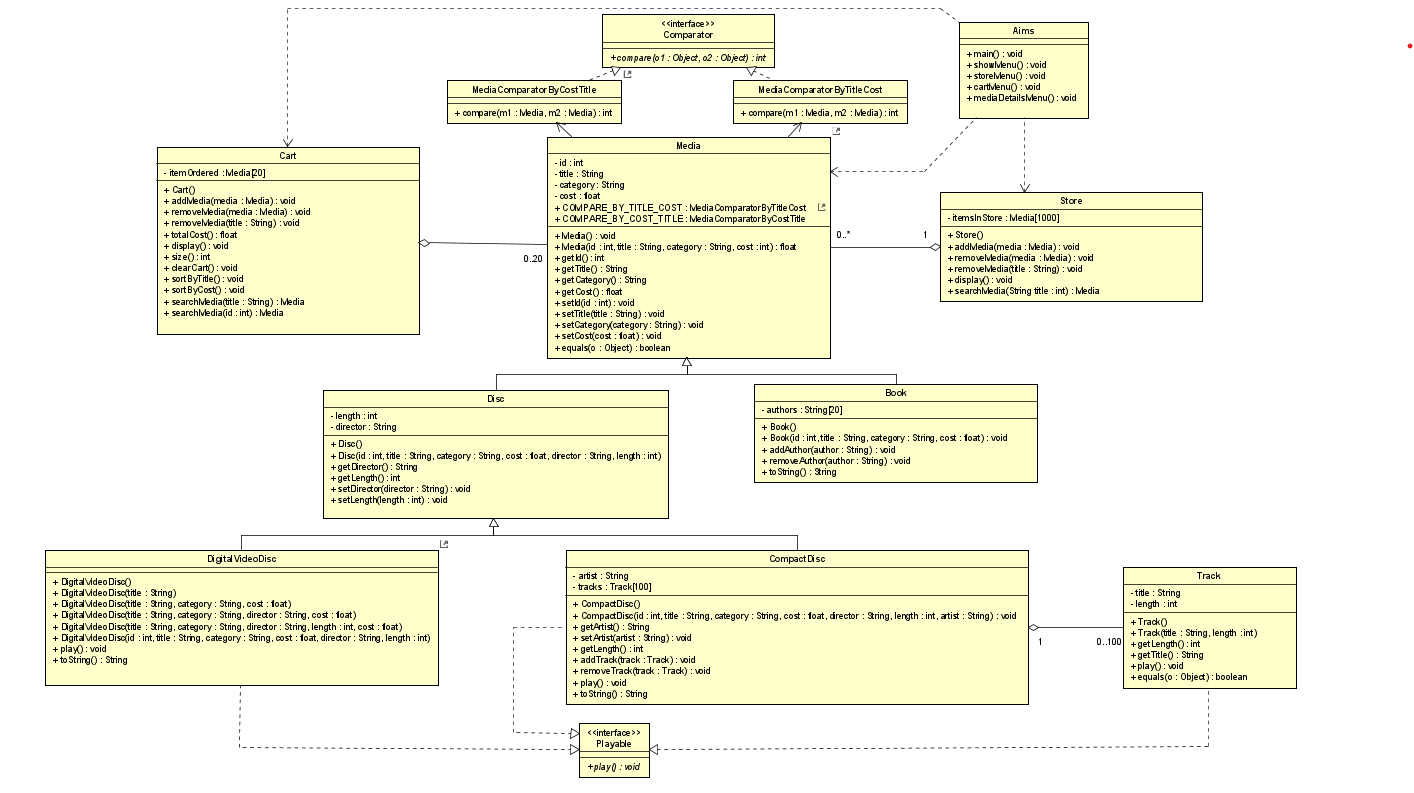 <<interface>>
Comparator
+compare(o1 : Object, o2 : Object) : int
Aims
+ main() : void
+ showMenu() : void
+ storeMenu() : void
+ cartMenu() : void
+ mediaDetailsMenu() : void
MediaComparatorByCostTitle
+ compare(m1 : Media, m2 : Media) : int
MediaComparatorByTitleCost
+ compare(m1 : Media, m2 : Media) : int
Cart
- itemOrdered : Media[20]
+ Cart()
+ addMedia(media : Media) : void
+ removeMedia(media : Media) : void
+ removeMedia(title : String) : void
+ totalCost() : float
+ display() : void
+ size() : int
+ clearCart() : void
+ sortByTitle() : void
+ sortByCost() : void
+ searchMedia(title : String) : Media
+ searchMedia(id : int) : Media
0..20
Media
- id : int
- title : String
- category : String
- cost : float
+ COMPARE_BY_TITLE_COST : MediaComparatorByTitleCost
+ COMPARE_BY_COST_TITLE : MediaComparatorByCostTitle
+ Media() : void
+ Media(id : int, title : String, category : String, cost : int) : float
+ getId() : int
+ getTitle() : String
+ getCategory() : String
+ getCost() : float
+ setId(id : int) : void
+ setTitle(title : String) : void
+ setCategory(category : String) : void
+ setCost(cost : float) : void
+ equals(o : Object) : boolean
0..*
1
Store
- itemsInStore : Media[1000]
+ Store()
+ addMedia(media : Media) : void
+ removeMedia(media : Media) : void
+ removeMedia(title : String) : void
+ display() : void
+ searchMedia(String title : int) : Media
Disc
- length : int
- director : String
+ Disc()
+ Disc(id : int, title : String, category : String, cost : float, director : String, length : int)
+ getDirector() : String
+ getLength() : int
+ setDirector(director : String) : void
+ setLength(length : int) : void
Book
- authors : String[20]
+ Book()
+ Book(id : int, title : String, category : String, cost : float) : void
+ addAuthor(author : String) : void
+ removeAuthor(author : String) : void
+ toString() : String
DigitalVideoDisc
+ DigitalVideoDisc()
+ DigitalVideoDisc(title : String)
+ DigitalVideoDisc(title : String, category : String, cost : float)
+ DigitalVideoDisc(title : String, category : String, director : String, cost : float)
+ DigitalVideoDisc(title : String, category : String, director : String, length : int, cost : float)
+ DigitalVideoDisc(id : int, title : String, category : String, cost : float, director : String, length : int)
+ play() : void
+ toString() : String
CompactDisc
- artist : String
- tracks : Track[100]
+ CompactDisc()
+ CompactDisc(id : int, title : String, category : String, cost : float, director : String, length : int, artist : String) : void
+ getArtist() : String
+ setArtist(artist : String) : void
+ getLength() : int
+ addTrack(track : Track) : void
+ removeTrack(track : Track) : void
+ play() : void
+ toString() : String
1
0..100
Track
- title : String
- length : int
+ Track()
+ Track(title : String, length : int)
+ getLength() : int
+ getTitle() : String
+ play() : void
+ equals(o : Object) : boolean
<<interface>>
Playable
+play() : void